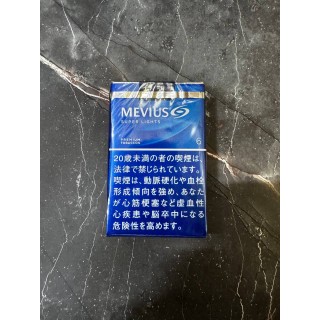 MEVIUS
SUPER LIGHTS
PREMIUM
TOBACCO
6
20歳未満の者の喫煙は、
法律で禁じられています。
喫煙は、動脈硬化や血栓
形成傾向を強め、あなた
が心筋梗塞など虚血性
心疾患や脳卒中になる
危険性を高めます。